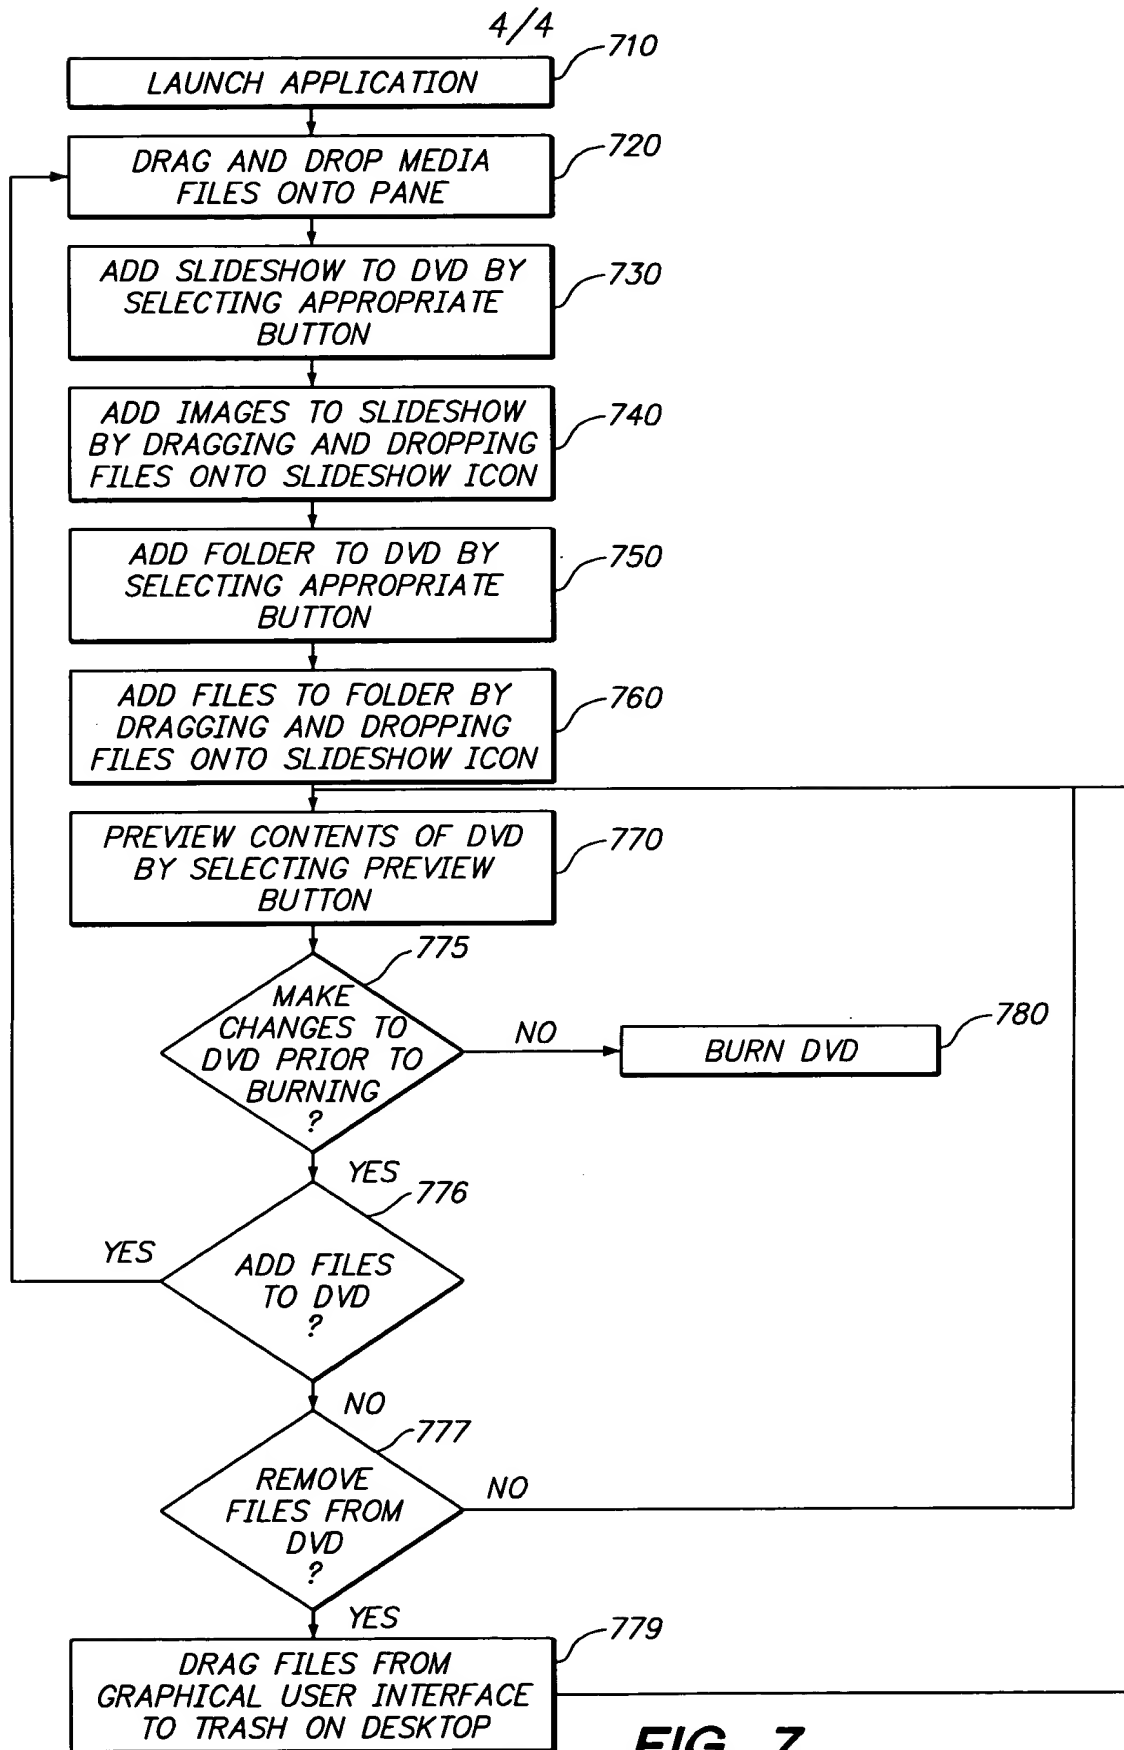 4/4
710
LAUNCH APPLICATION
720
DRAG AND DROP MEDIA
FILES ONTO PANE
730
ADD SLIDESHOW TO DVD BY
SELECTING APPROPRIATE
BUTTON
740
ADD IMAGES TO SLIDESHOW
BY DRAGGING AND DROPPING
FILES ONTO SLIDESHOW ICON
750
ADD FOLDER TO DVD BY
SELECTING APPROPRIATE
BUTTON
760
ADD FILES TO FOLDER BY
DRAGGING AND DROPPING
FILES ONTO SLIDESHOW ICON
770
PREVIEW CONTENTS OF DVD
BY SELECTING PREVIEW
BUTTON
775
MAKE
CHANGES TO
DVD PRIOR TO
BURNING
?
NO
780
BURN DVD
YES
776
YES
ADD FILES
TO DVD
?
NO
777
REMOVE
FILES FROM
DVD
?
NO
YES
779
DRAG FILES FROM
GRAPHICAL USER INTERFACE
TO TRASH ON DESKTOP
FIG. 7